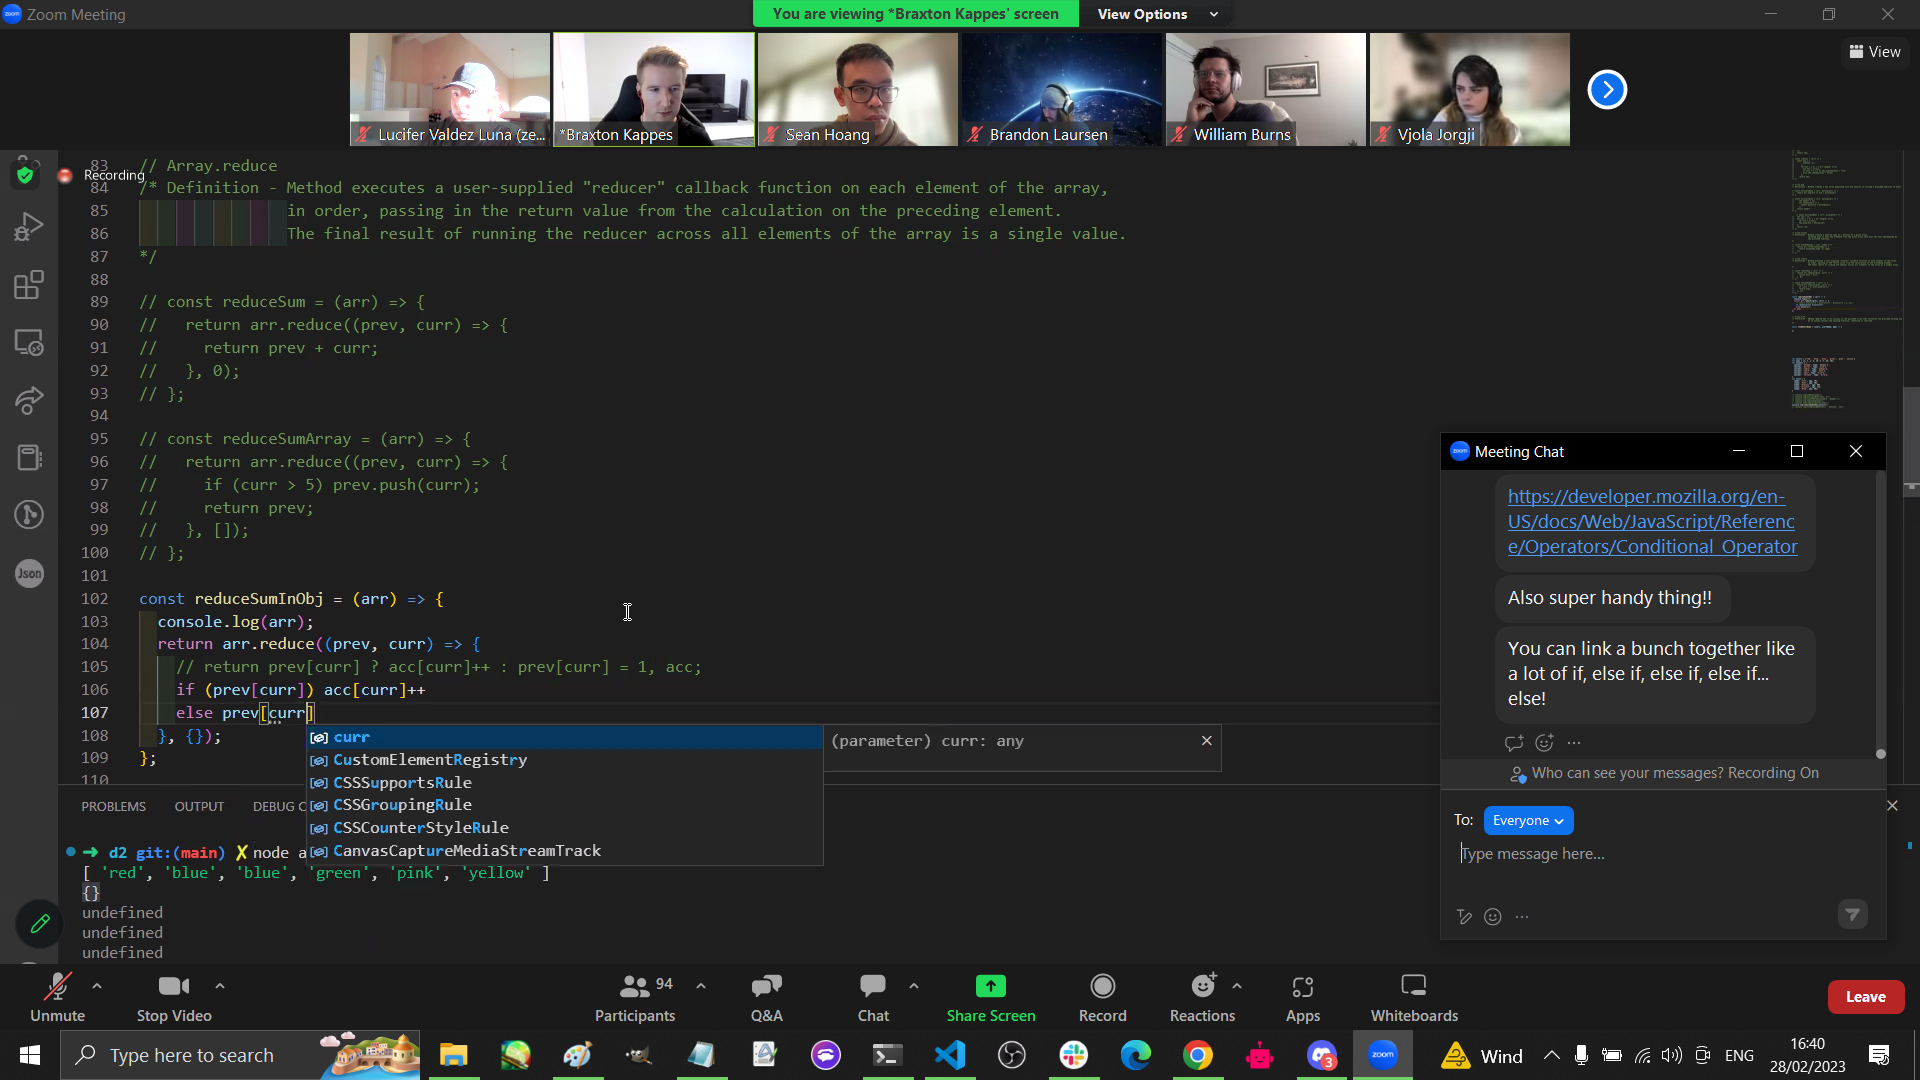 Zoom Meeting
You are viewing *Braxton Kappes' screen
View Options
View
Lucifer Valdez Luna (ze...
*Braxton Kappes
Sean Hoang
Brandon Laursen
William Burns
Vjola Jorgji
Recording
83 // Array.reduce
84 /* Definition - Method executes a user-supplied "reducer" callback function on each element of the array,
85 in order, passing in the return value from the calculation on the preceding element.
86 The final result of running the reducer across all elements of the array is a single value.
87 */
88
89 // const reduceSum = (arr) => {
90 //   return arr.reduce((prev, curr) => {
91 //     return prev + curr;
92 //   }, 0);
93 // };
94
95 // const reduceSumArray = (arr) => {
96 //   return arr.reduce((prev, curr) => {
97 //     if (curr > 5) prev.push(curr);
98 //     return prev;
99 //   }, []);
100 // };
101
102 const reduceSumInObj = (arr) => {
103   console.log(arr);
104   return arr.reduce((prev, curr) => {
105     // return prev[curr] ? acc[curr]++ : prev[curr] = 1, acc;
106     if (prev[curr]) acc[curr]++
107     else prev[curr]
108   }, {});
109 };
110
curr
CustomElementRegistry
CSSSupportsRule
CSSGroupingRule
CSSCounterStyleRule
CanvasCaptureMediaStreamTrack
(parameter) curr: any
Json
PROBLEMS OUTPUT DEBUG C
d2 git:(main) ✗ node a
[ 'red', 'blue', 'blue', 'green', 'pink', 'yellow' ]
{}
undefined
undefined
undefined
zoom Meeting Chat
https://developer.mozilla.org/en-
US/docs/Web/JavaScript/Referenc
e/Operators/Conditional_Operator
Also super handy thing!!
You can link a bunch together like
a lot of if, else if, else if, else if...
else!
Who can see your messages? Recording On
To: Everyone
Type message here...
Unmute
Stop Video
94
Participants
Q&A
Chat
Share Screen
Record
Reactions
Apps
Whiteboards
Leave
Type here to search
3
zoom
Wind
ENG
16:40
28/02/2023